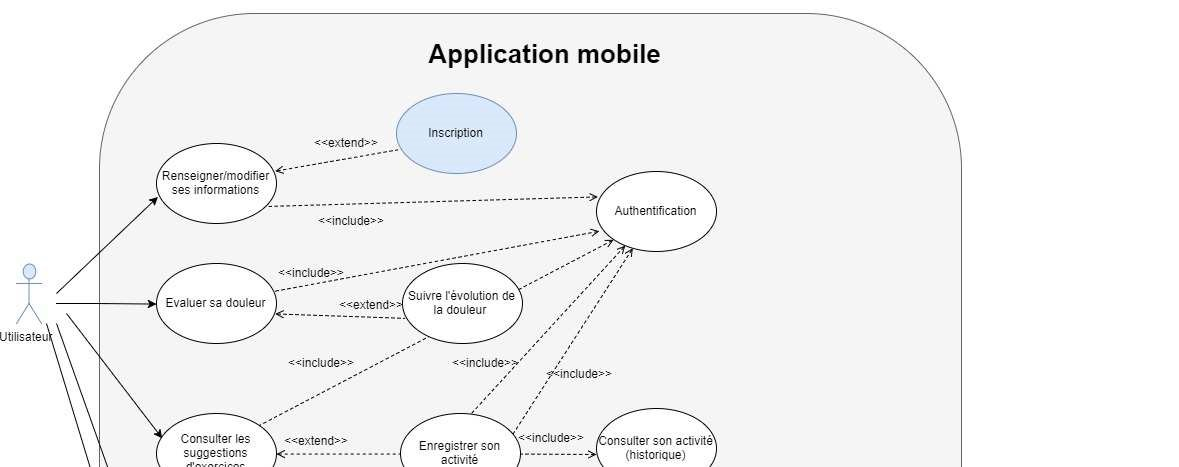 Application mobile
Inscription
<<extend>>
Renseigner/modifier
ses informations
Authentification
<<include>>
<<include>>
Evaluer sa douleur
Suivre l'évolution de
la douleur
<<extend>>
Utilisateur
<<include>>
<<include>>
<<include>>
Consulter les
suggestions
d'exercices
<<extend>>
Enregistrer son
activité
<<include>>
Consulter son activité
(historique)